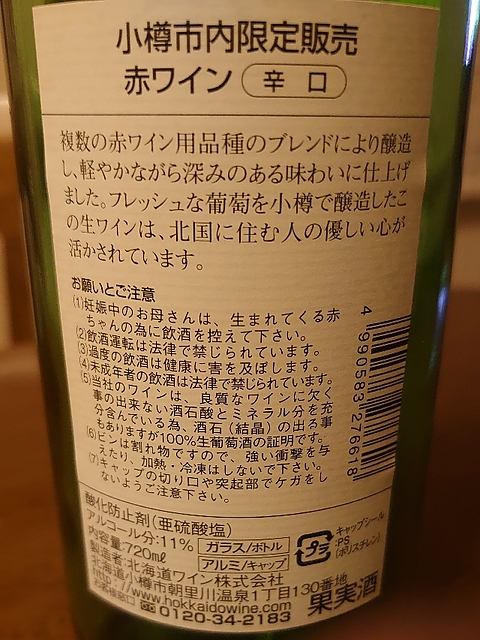 小樽市内限定販売
赤ワイン 辛口
複数の赤ワイン用品種のブレンドにより醸造
し、軽やかながら深みのある味わいに仕上げ
ました。フレッシュな葡萄を小樽で醸造したこ
の生ワインは、北国に住む人の優しい心が
活かされています。
お願いとご注意
(1)妊娠中のお母さんは、生まれてくる赤
ちゃんの為に飲酒を控えて下さい。
(2)飲酒運転は法律で禁じられています。
(3)過度の飲酒は健康に害を及ぼします。
(4)未成年者の飲酒は法律で禁じられています。
(5)当社のワインは、良質なワインに欠く
事の出来ない酒石酸とミネラル分を充
分含んでいる為、酒石(結晶)の出る事
もありますが100%生葡萄酒の証明です。
(6)ビンは割れ物ですので、強い衝撃を与
えたり、加熱・冷凍はしないで下さい。
(7)キャップの切り口や突起部でケガをし
ないようご注意下さい。
4 990583 276618
酸化防止剤(亜硫酸塩)
アルコール分:11% ガラス/ボトル
内容量:720ml アルミ/キャップ
プラ
キャップシール
:PS
(ポリスチレン)
製造者:北海道ワイン株式会社
北海道小樽市朝里川温泉1丁目130番地
http://www.hokkaidowine.com
0120-34-2183
果実酒